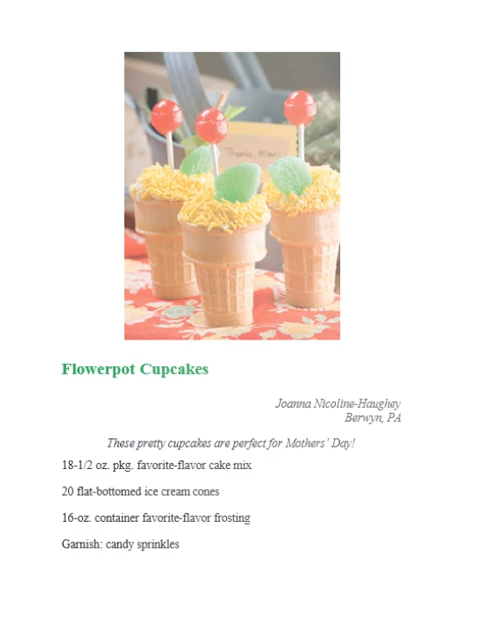 Thanks, Mom!
Flowerpot Cupcakes
Joanna Nicoline-Haughey
Berwyn, PA
These pretty cupcakes are perfect for Mothers' Day!
18-1/2 oz. pkg. favorite-flavor cake mix
20 flat-bottomed ice cream cones
16-oz. container favorite-flavor frosting
Garnish: candy sprinkles